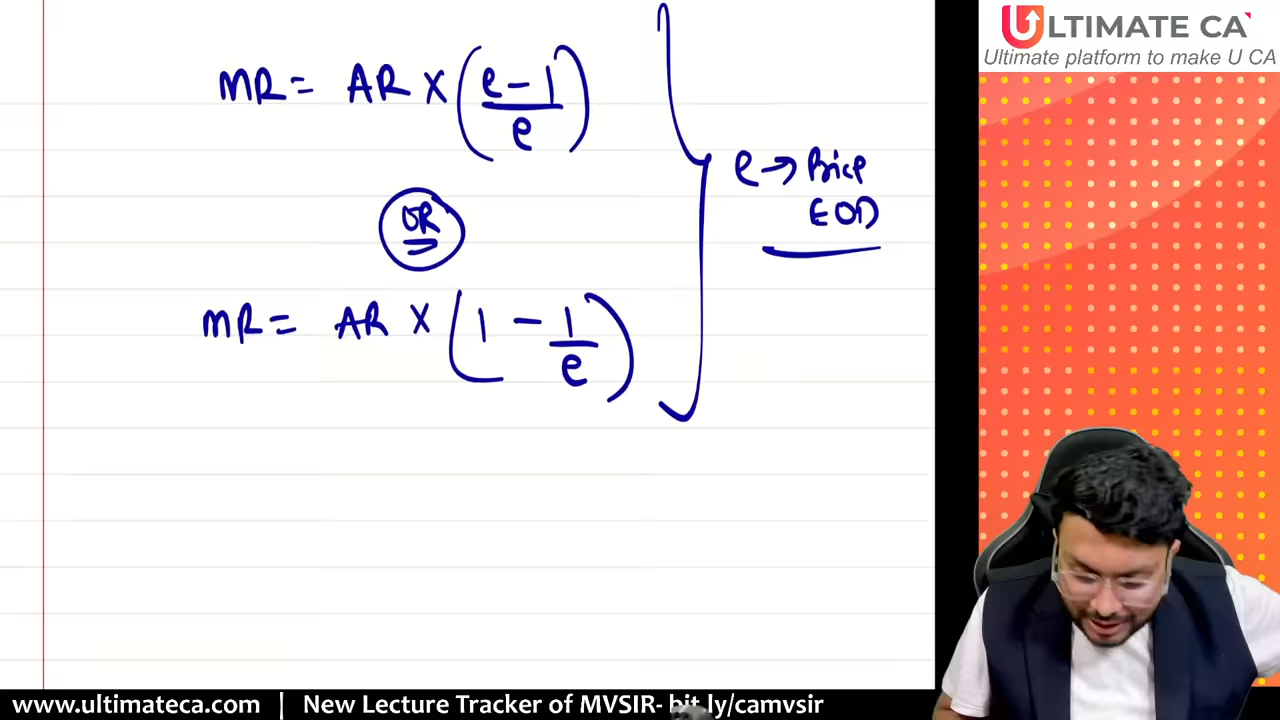 MR = AR × (e - 1 / e)
OR
MR = AR × (1 - 1 / e)
e → Price
EOD
ULTIMATE CA
Ultimate platform to make U CA
www.ultimateca.com | New Lecture Tracker of MVSIR- bit.ly/camvsir